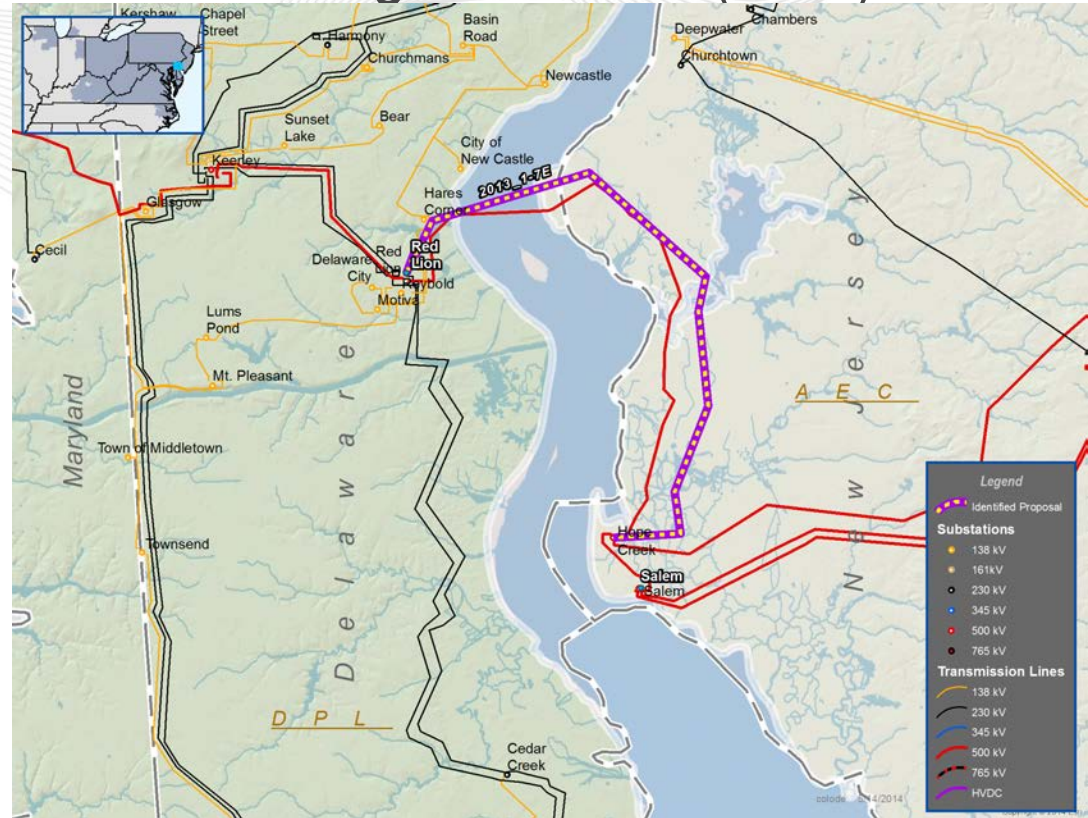 Kershaw
Chapel
Street
Harmony
Basin
Road
Churchmans
Chambers
Deepwater
Churchtown
Newcastle
Sunset
Lake
Bear
City of
New Castle
Keeney
Glasgow
Cecil
2013_1-7E
Hares
Corner
Red
Lion
Red
Lion
Delaware
City
Reybold
Motiva
Lums
Pond
Mt. Pleasant
Maryland
Delaware
New Jersey
AEC
Town of Middletown
Townsend
Hope
Creek
Salem
Salem
DPL
Cedar
Creek
Legend
Identified Proposal
Substations
138 kV
161kV
230 kV
345 kV
500 kV
765 kV
Transmission Lines
138 kV
230 kV
345 kV
500 kV
765 kV
HVDC